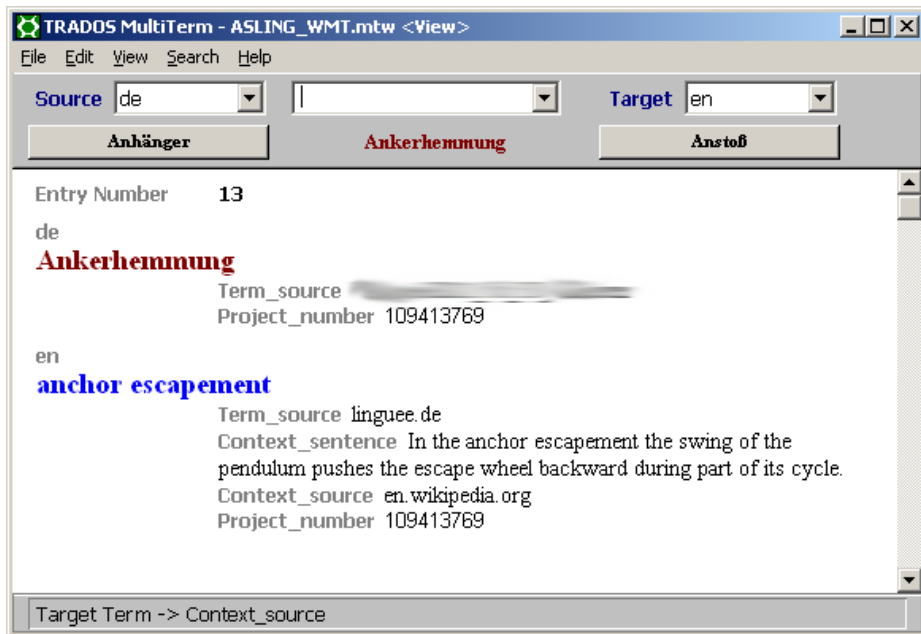 TRADOS MultiTerm - ASLING_WMT.mtw <View>
File Edit View Search Help
Source de Target en
Anhänger Ankerhemmung Anstoß
Entry Number 13
de
Ankerhemmung
Term_source
Project_number 109413769
en
anchor escapement
Term_source linguee.de
Context_sentence In the anchor escapement the swing of the
pendulum pushes the escape wheel backward during part of its cycle.
Context_source en.wikipedia.org
Project_number 109413769
Target Term -> Context_source